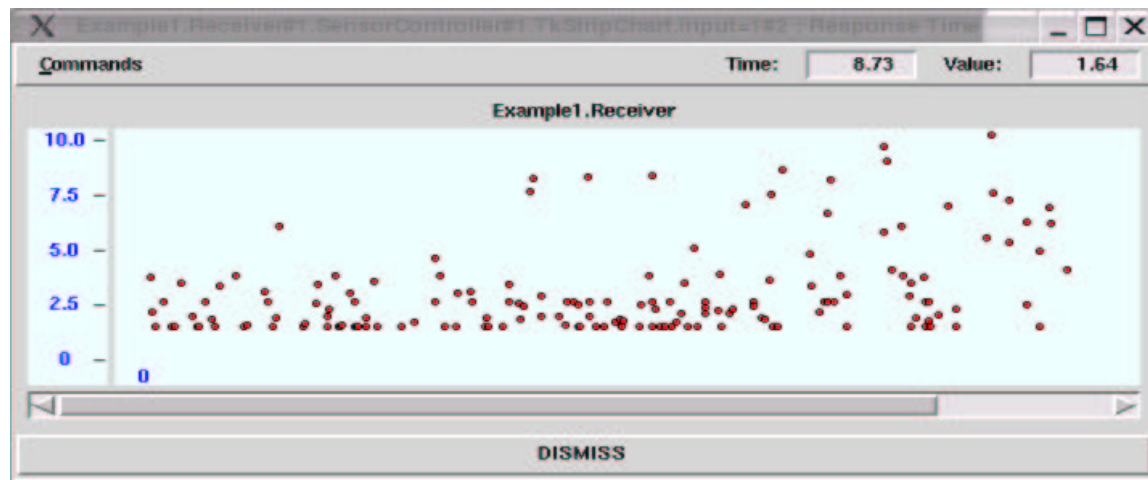 Example1.Receiver#1.SensorController#1.TkStripChart.Input=1#2 : Response Time
Commands Time: 8.73 Value: 1.64
Example1.Receiver
10.0
7.5
5.0
2.5
0
0
DISMISS